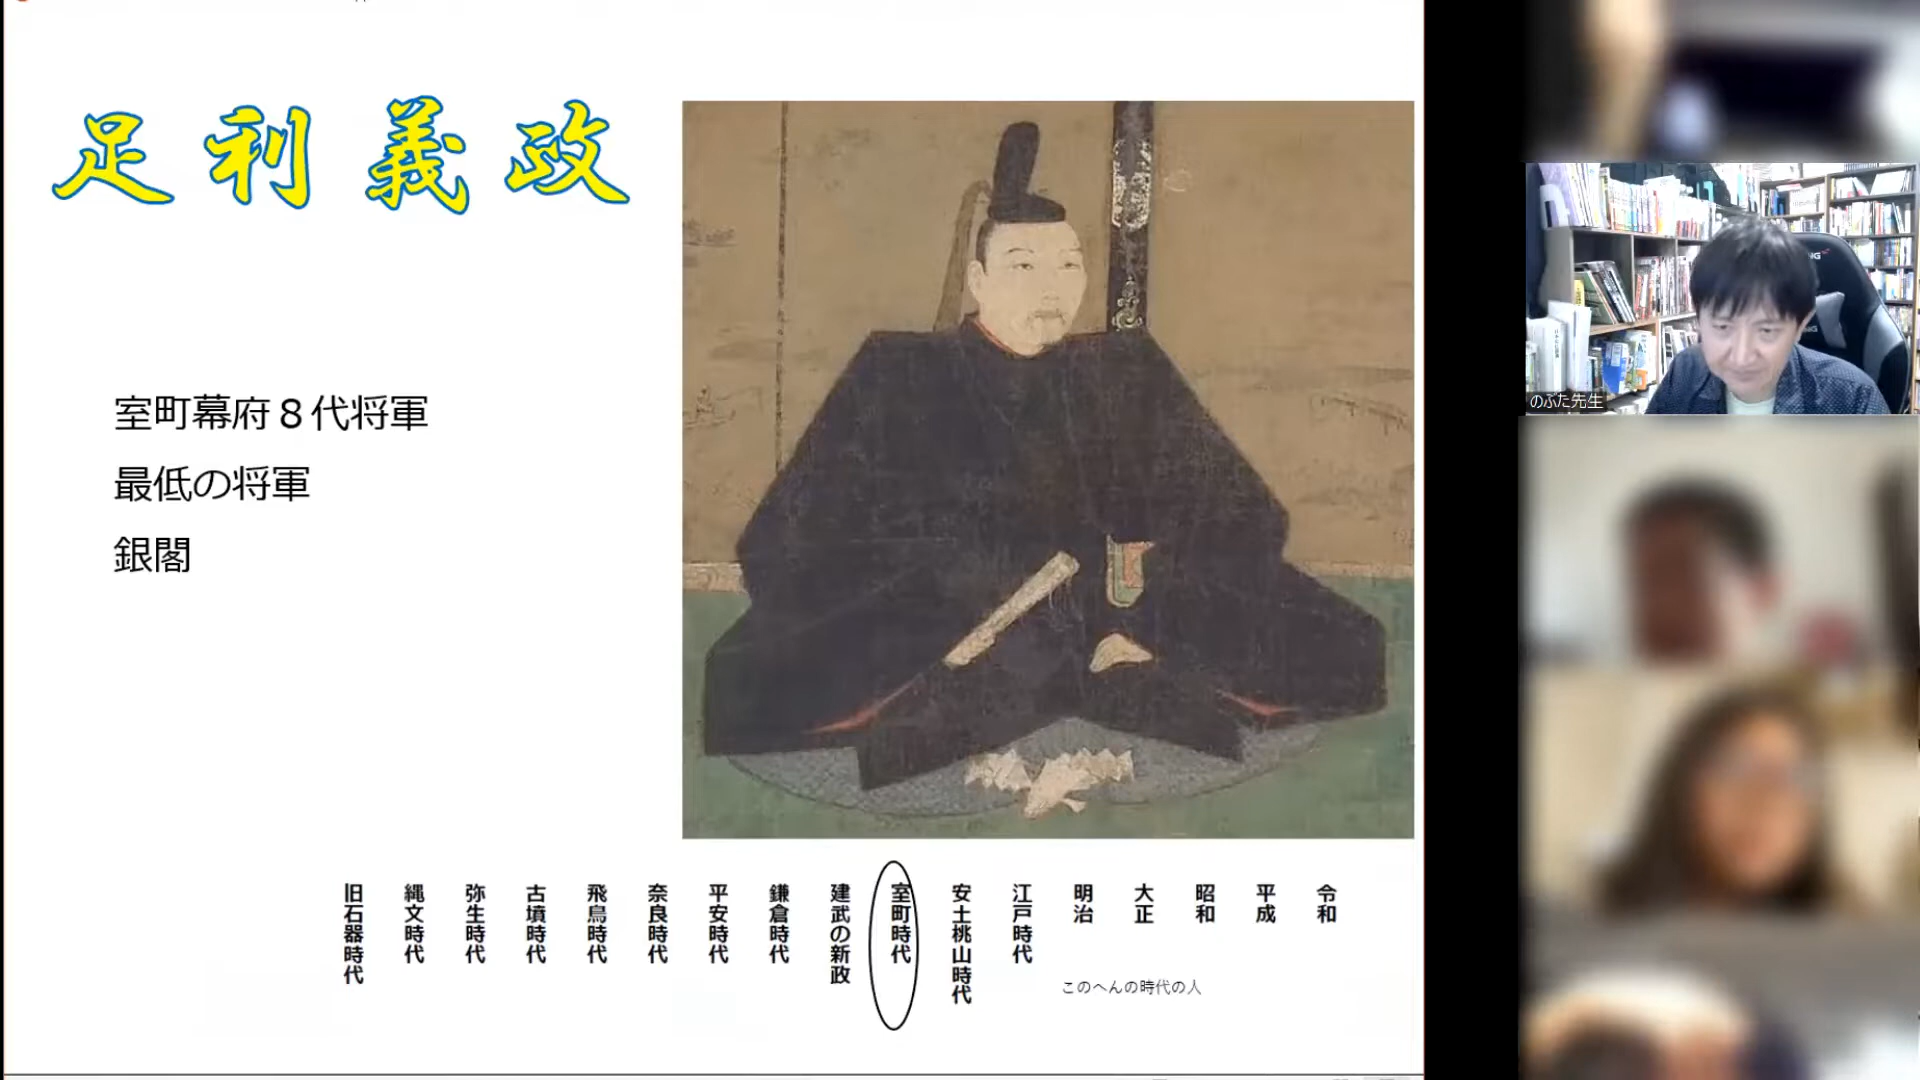 足利義政
室町幕府８代将軍
最低の将軍
銀閣
旧石器時代
縄文時代
弥生時代
古墳時代
飛鳥時代
奈良時代
平安時代
鎌倉時代
建武の新政
室町時代
安土桃山時代
江戸時代
明治
大正
昭和
平成
令和
このへんの時代の人
のぶた先生